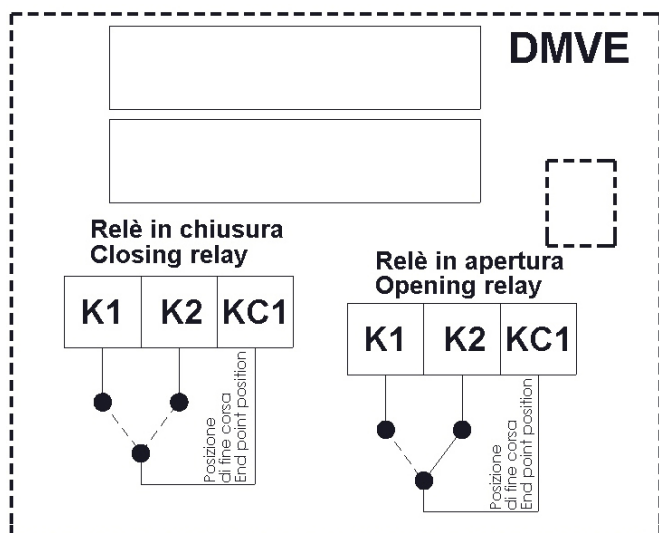 DMVE
Relè in chiusura
Closing relay
K1 K2 KC1
Posizione
di fine corsa
End point position
Relè in apertura
Opening relay
K1 K2 KC1
Posizione
di fine corsa
End point position